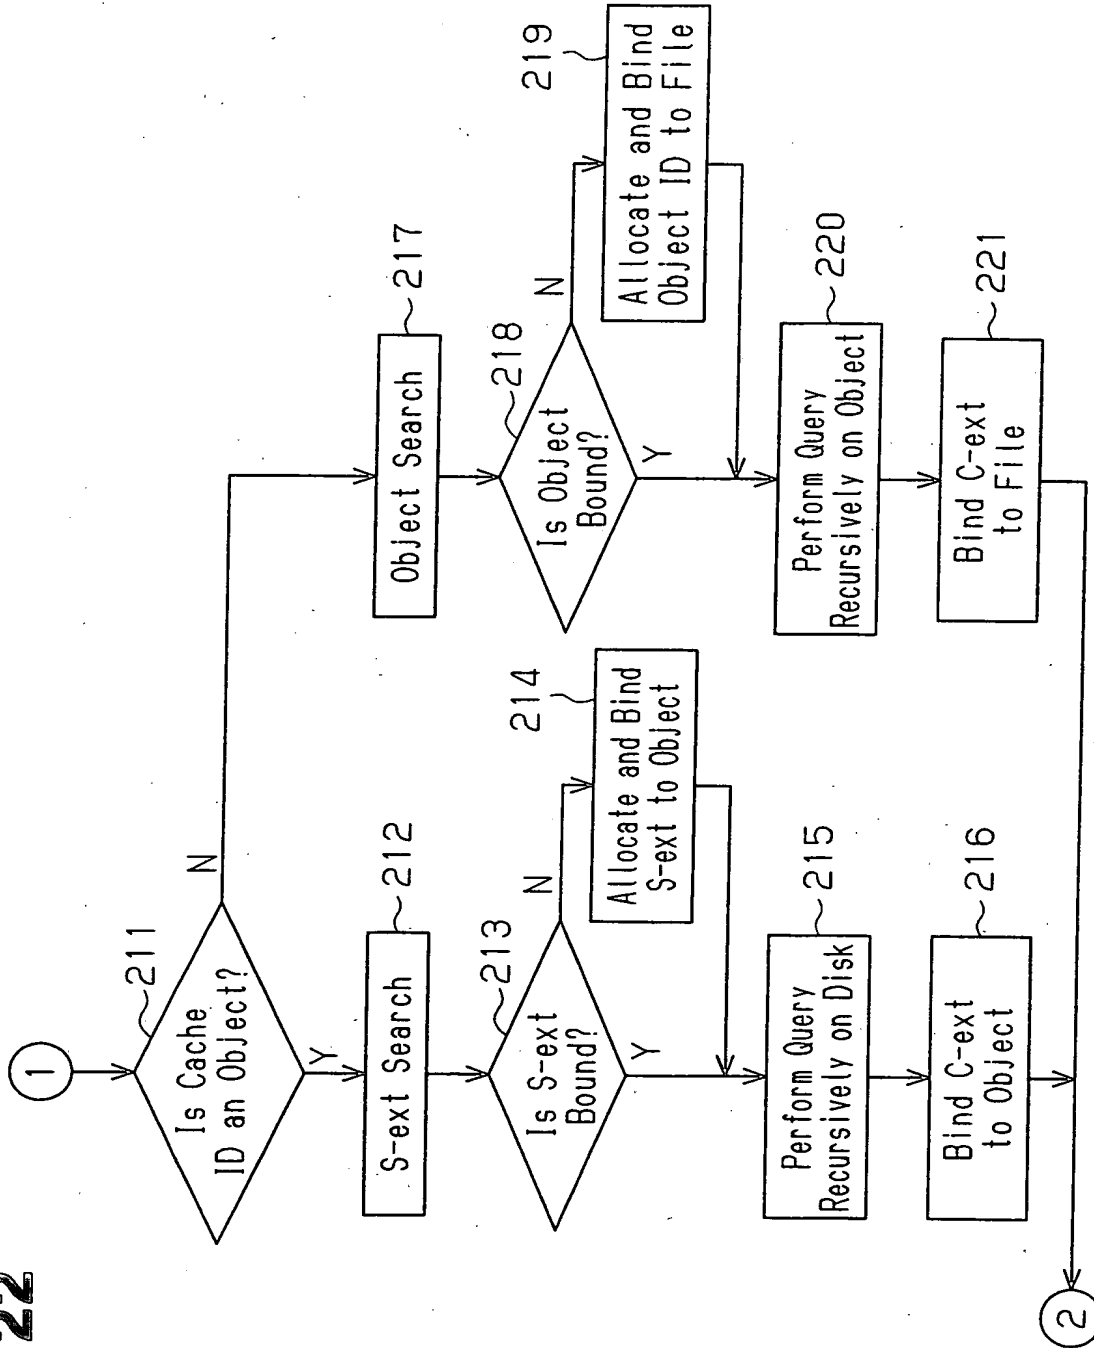 22
1
Is Cache
ID an Object?
211
Y
N
S-ext Search
212
Is S-ext
Bound?
213
Y
N
Allocate and Bind
S-ext to Object
214
Perform Query
Recursively on Disk
215
Bind C-ext
to Object
216
Object Search
217
Is Object
Bound?
218
Y
N
Allocate and Bind
Object ID to File
219
Perform Query
Recursively on Object
220
Bind C-ext
to File
221
2